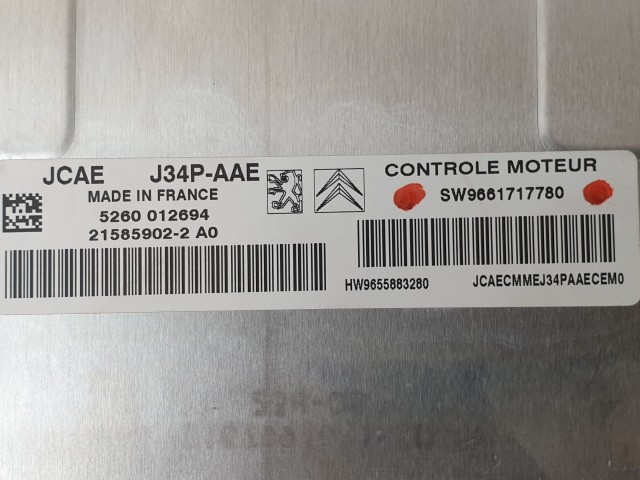 JCAE J34P-AAE
MADE IN FRANCE
5260 012694
21585902-2 A0
CONTROLE MOTEUR
SW9661717780
HW9655883280 JCAECMMEJ34PAAECEM0